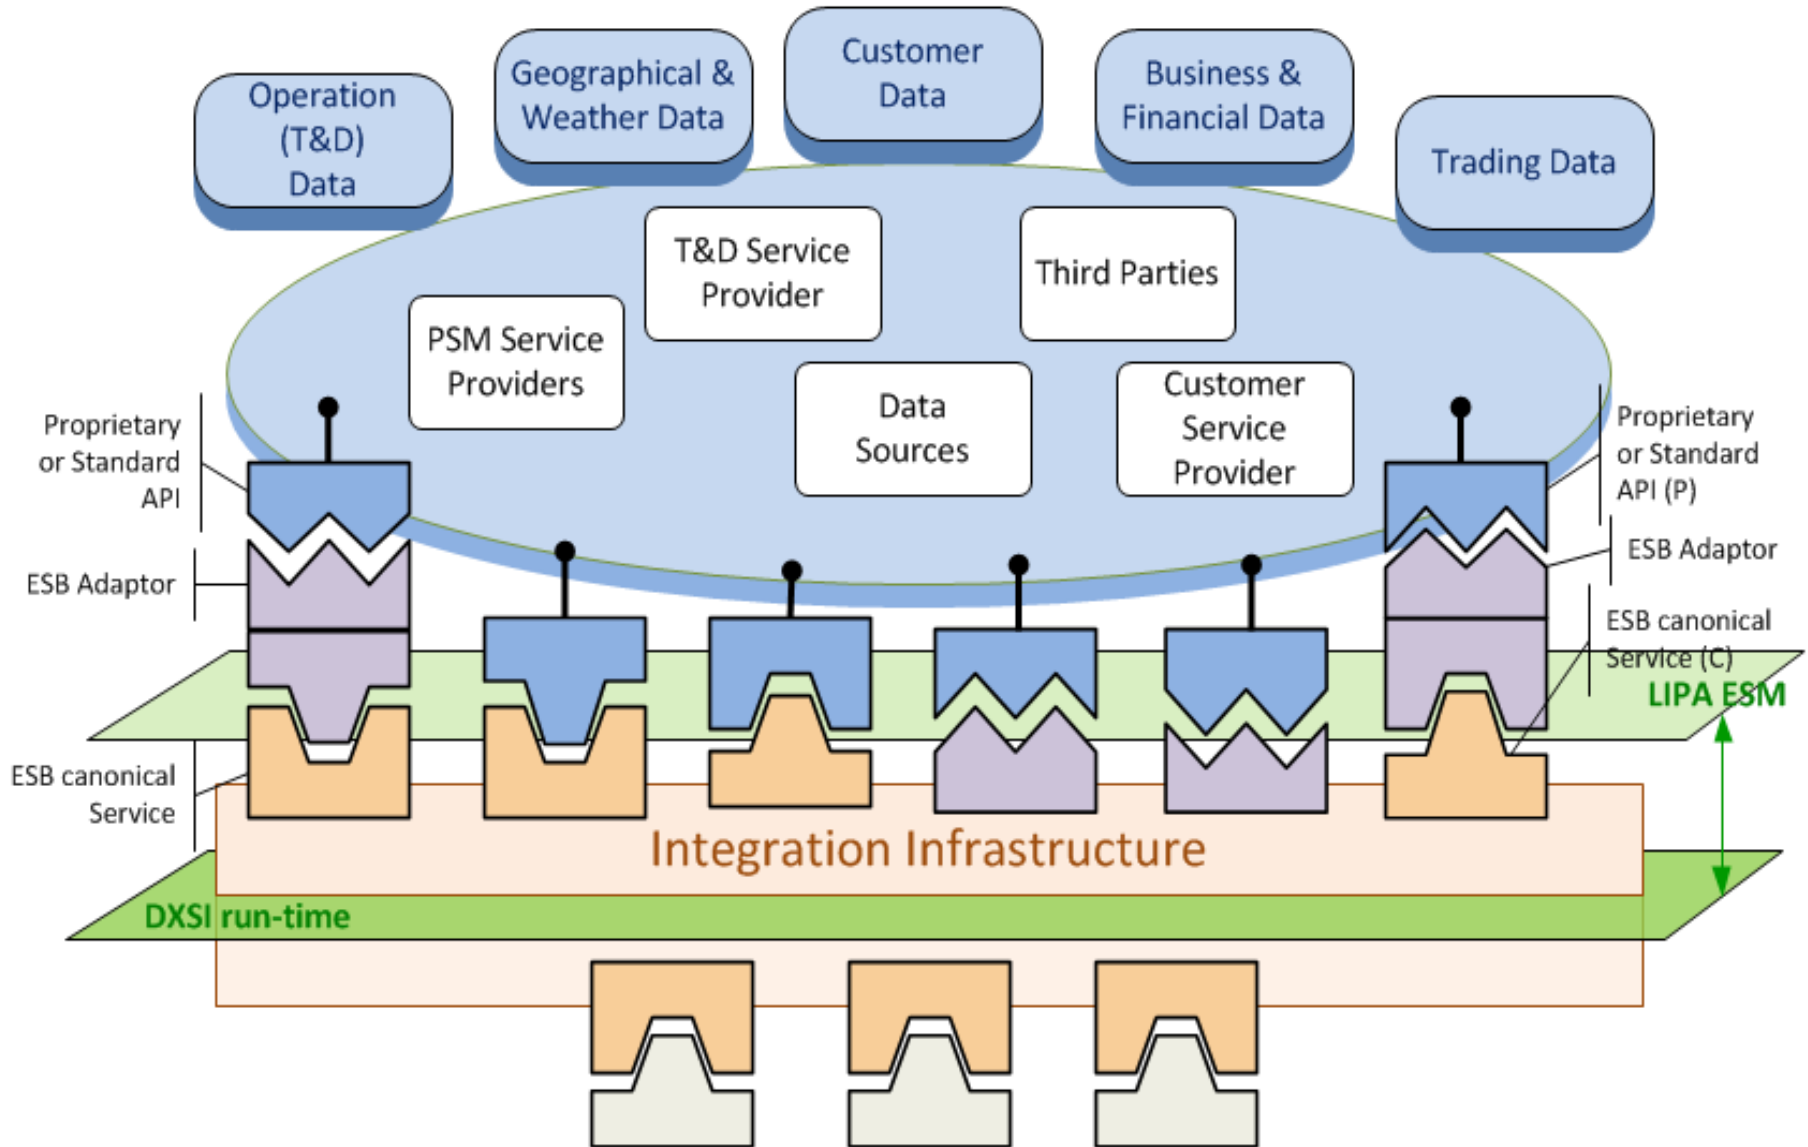 Operation
(T&D)
Data
Geographical &
Weather Data
Customer
Data
Business &
Financial Data
Trading Data
T&D Service
Provider
Third Parties
PSM Service
Providers
Data
Sources
Customer
Service
Provider
Proprietary
or Standard
API
ESB Adaptor
ESB canonical
Service
Proprietary
or Standard
API (P)
ESB Adaptor
ESB canonical
Service (C)
LIPA ESM
Integration Infrastructure
DXSI run-time